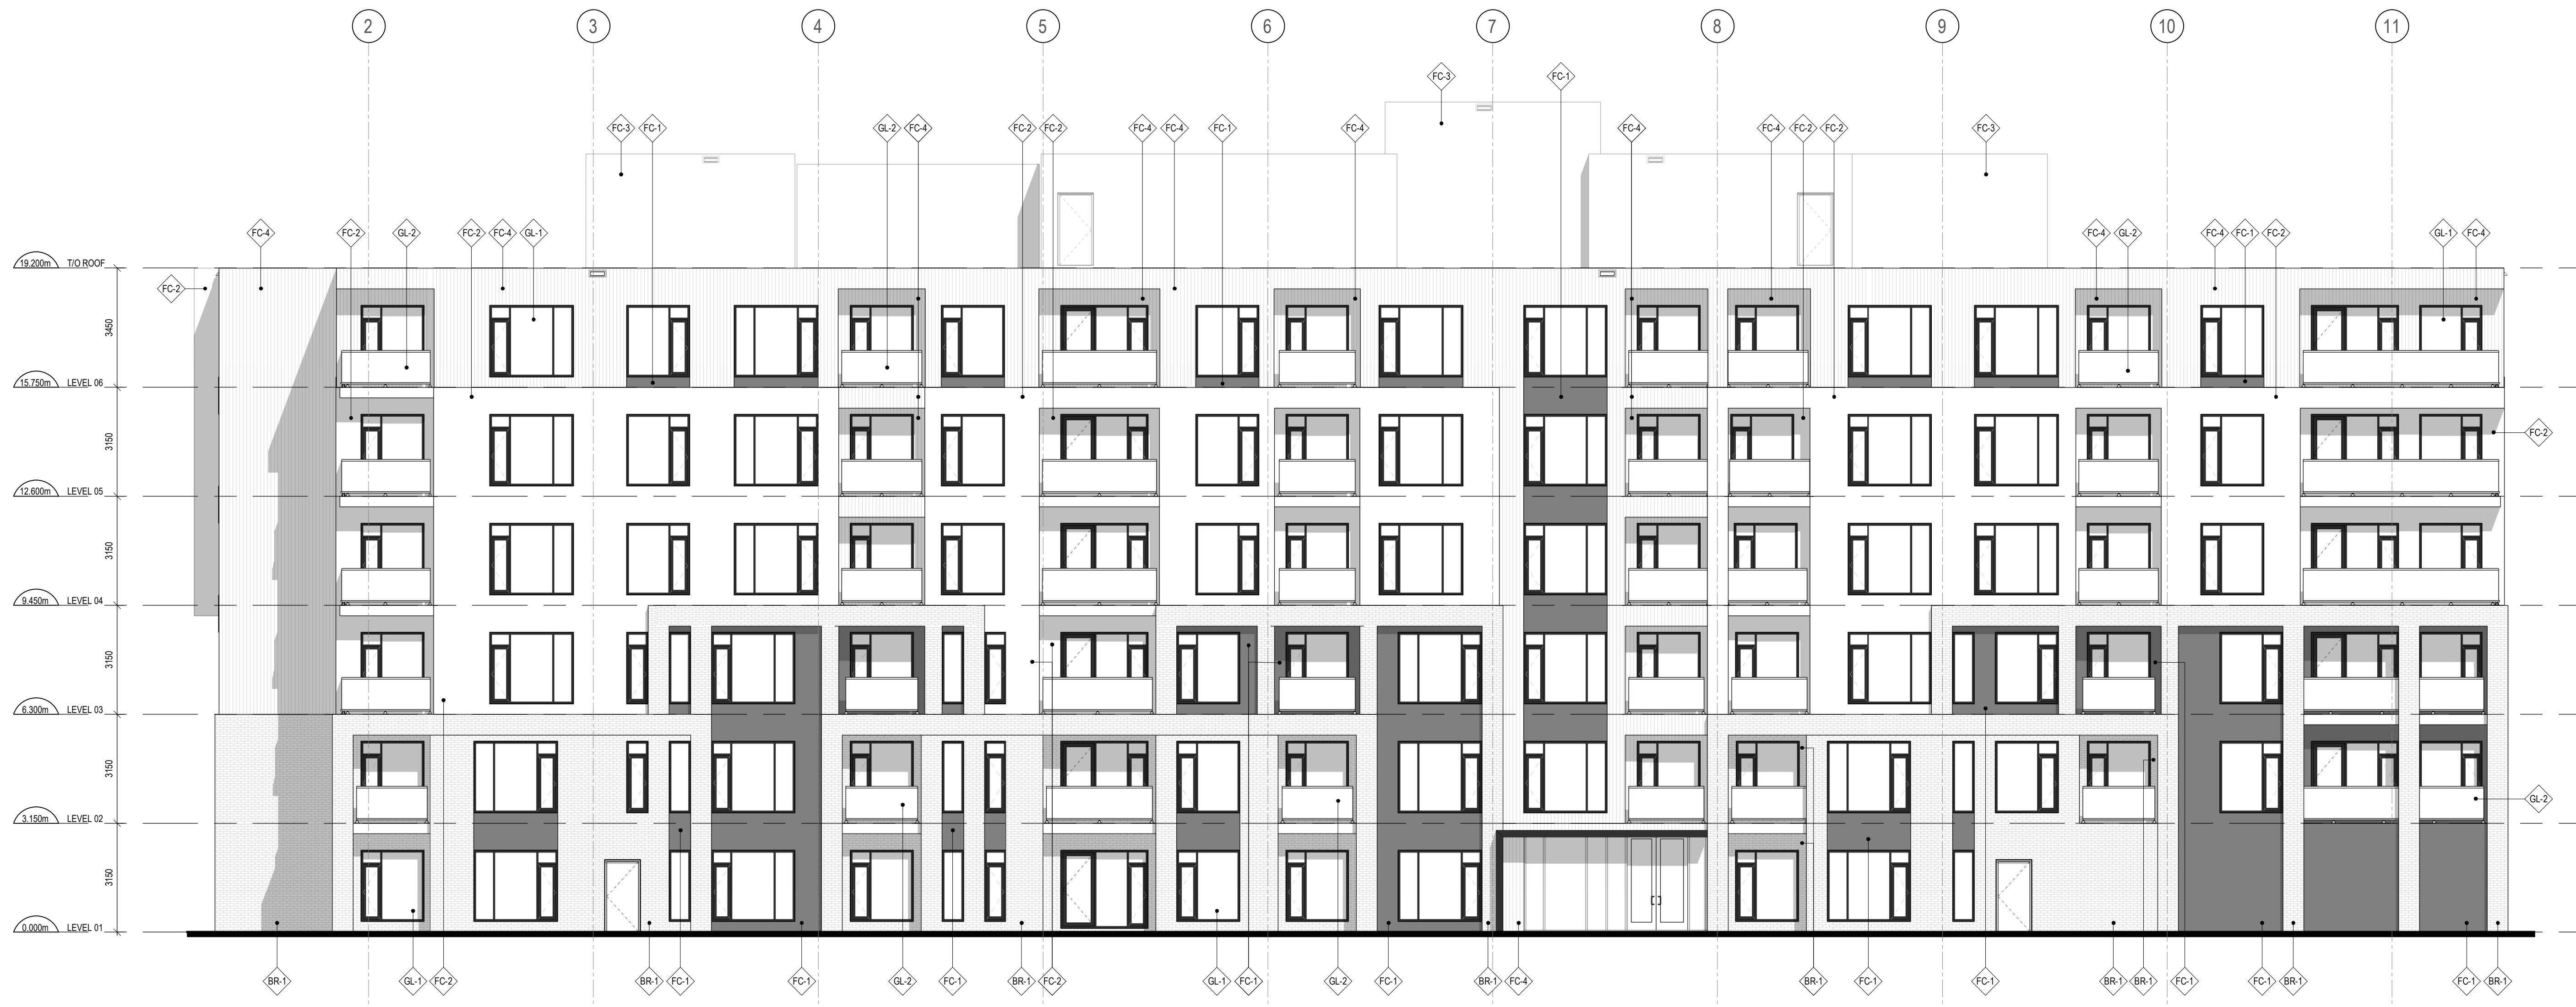 2 3 4 5 6 7 8 9 10 11
FC-3 FC-1
FC-3 FC-1 GL-2 FC-4 FC-2 FC-2 FC-4 FC-4 FC-1 FC-4 FC-4 FC-4 FC-2 FC-2 FC-3
FC-4 FC-2 GL-2 FC-2 FC-4 GL-1 FC-4 GL-2 FC-4 FC-1 FC-2 GL-1 FC-4
19.200m T/O ROOF
FC-2
3450
15.750m LEVEL 06
3150
FC-2
12.600m LEVEL 05
3150
9.450m LEVEL 04
3150
6.300m LEVEL 03
3150
GL-2
3.150m LEVEL 02
3150
0.000m LEVEL 01
BR-1 GL-1 FC-2 BR-1 FC-1 FC-1 GL-2 FC-1 BR-1 FC-2 GL-1 FC-1 GL-2 FC-1 BR-1 FC-4 BR-1 FC-1 FC-1 BR-1 BR-1 FC-1 FC-1 BR-1 FC-1 BR-1